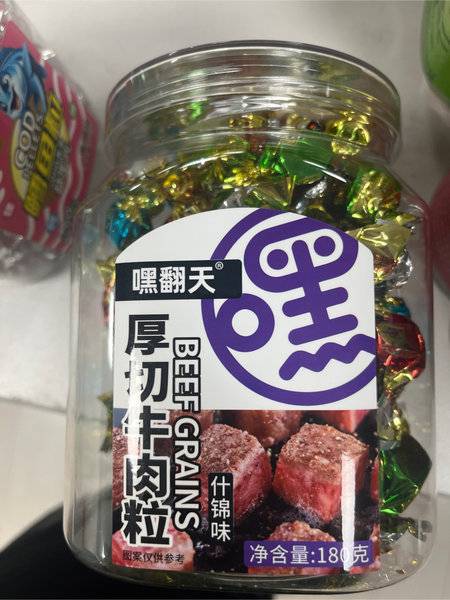 嘿翻天®
厚切牛肉粒
BEEF GRAINS
什锦味
图案仅供参考
净含量:180克